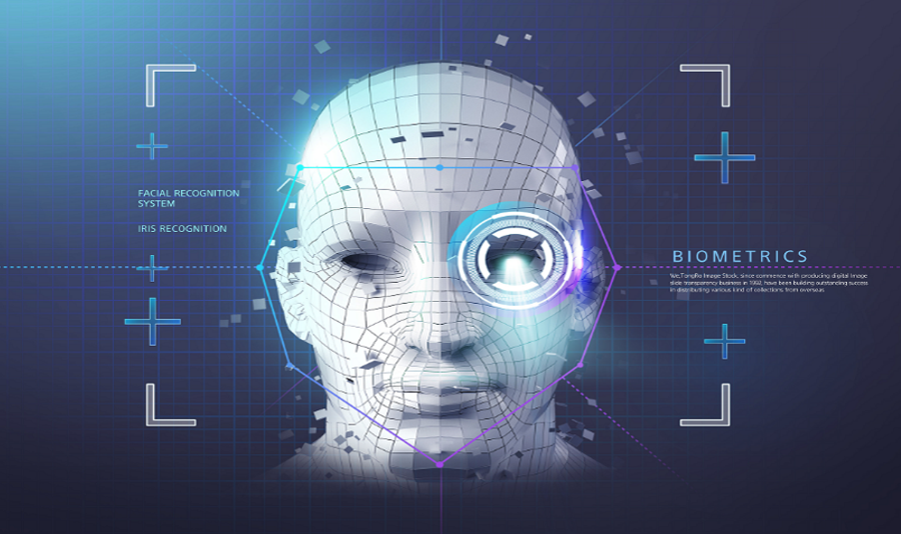 FACIAL RECOGNITION
SYSTEM
IRIS RECOGNITION
BIOMETRICS
We,TongRo Image Stock, since commence with producing digital image
slide transparency business in 1992, have been building outstanding success
in distributing various kind of collections from overseas